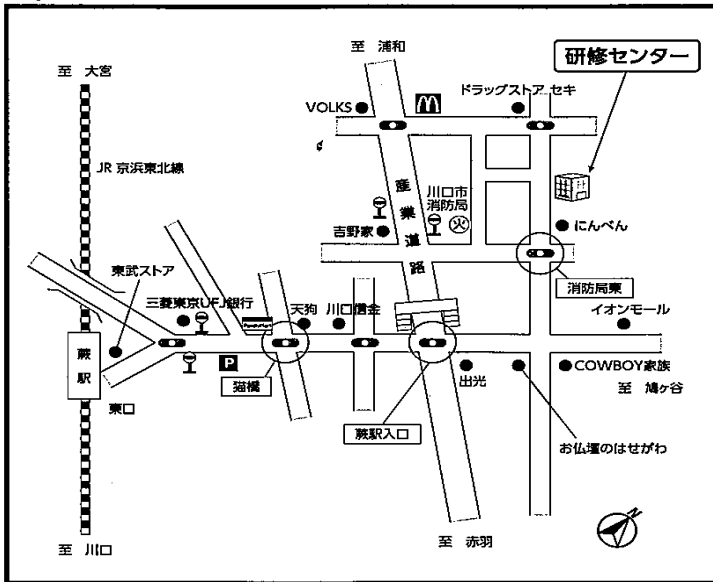 至 浦和
研修センター
至 大宮
ドラッグストア セキ
VOLKS
JR 京浜東北線
産業道路
川口市
消防局
火
吉野家
にんべん
東武ストア
消防局東
三菱東京UFJ銀行
天狗
川口信金
イオンモール
FamilyMart
蕨駅
P
猫橋
出光
COWBOY家族
東口
至 鳩ヶ谷
蕨駅入口
お仏壇のはせがわ
N
至 川口
至 赤羽